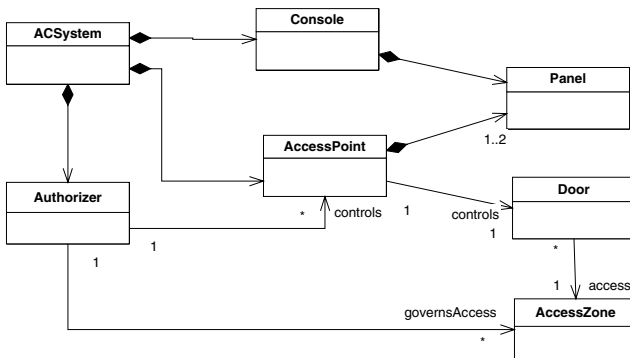 Console
ACSystem
Panel
AccessPoint
1..2
Authorizer
Door
* controls
1
controls
1
1
*
1
1 access
governsAccess
AccessZone
*